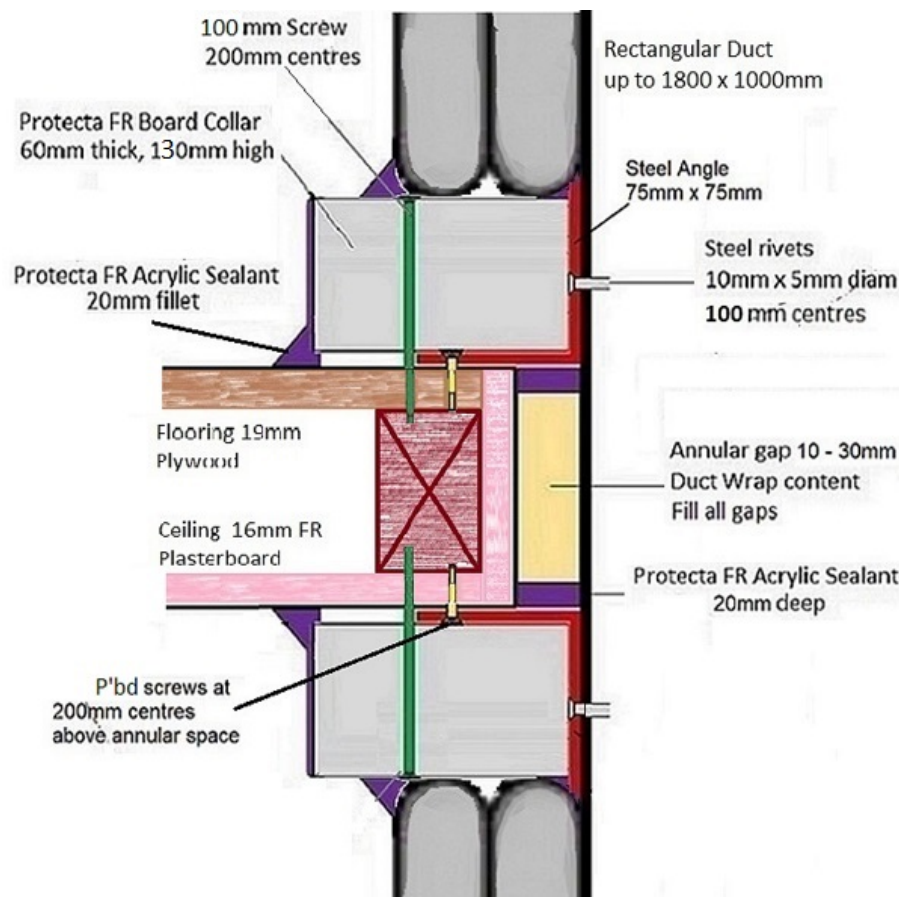 100 mm Screw
200mm centres
Rectangular Duct
up to 1800 x 1000mm
Protecta FR Board Collar
60mm thick, 130mm high
Steel Angle
75mm x 75mm
Steel rivets
10mm x 5mm diam
100 mm centres
Protecta FR Acrylic Sealant
20mm fillet
Flooring 19mm
Plywood
Annular gap 10 - 30mm
Duct Wrap content
Fill all gaps
Ceiling 16mm FR
Plasterboard
Protecta FR Acrylic Sealant
20mm deep
P'bd screws at
200mm centres
above annular space